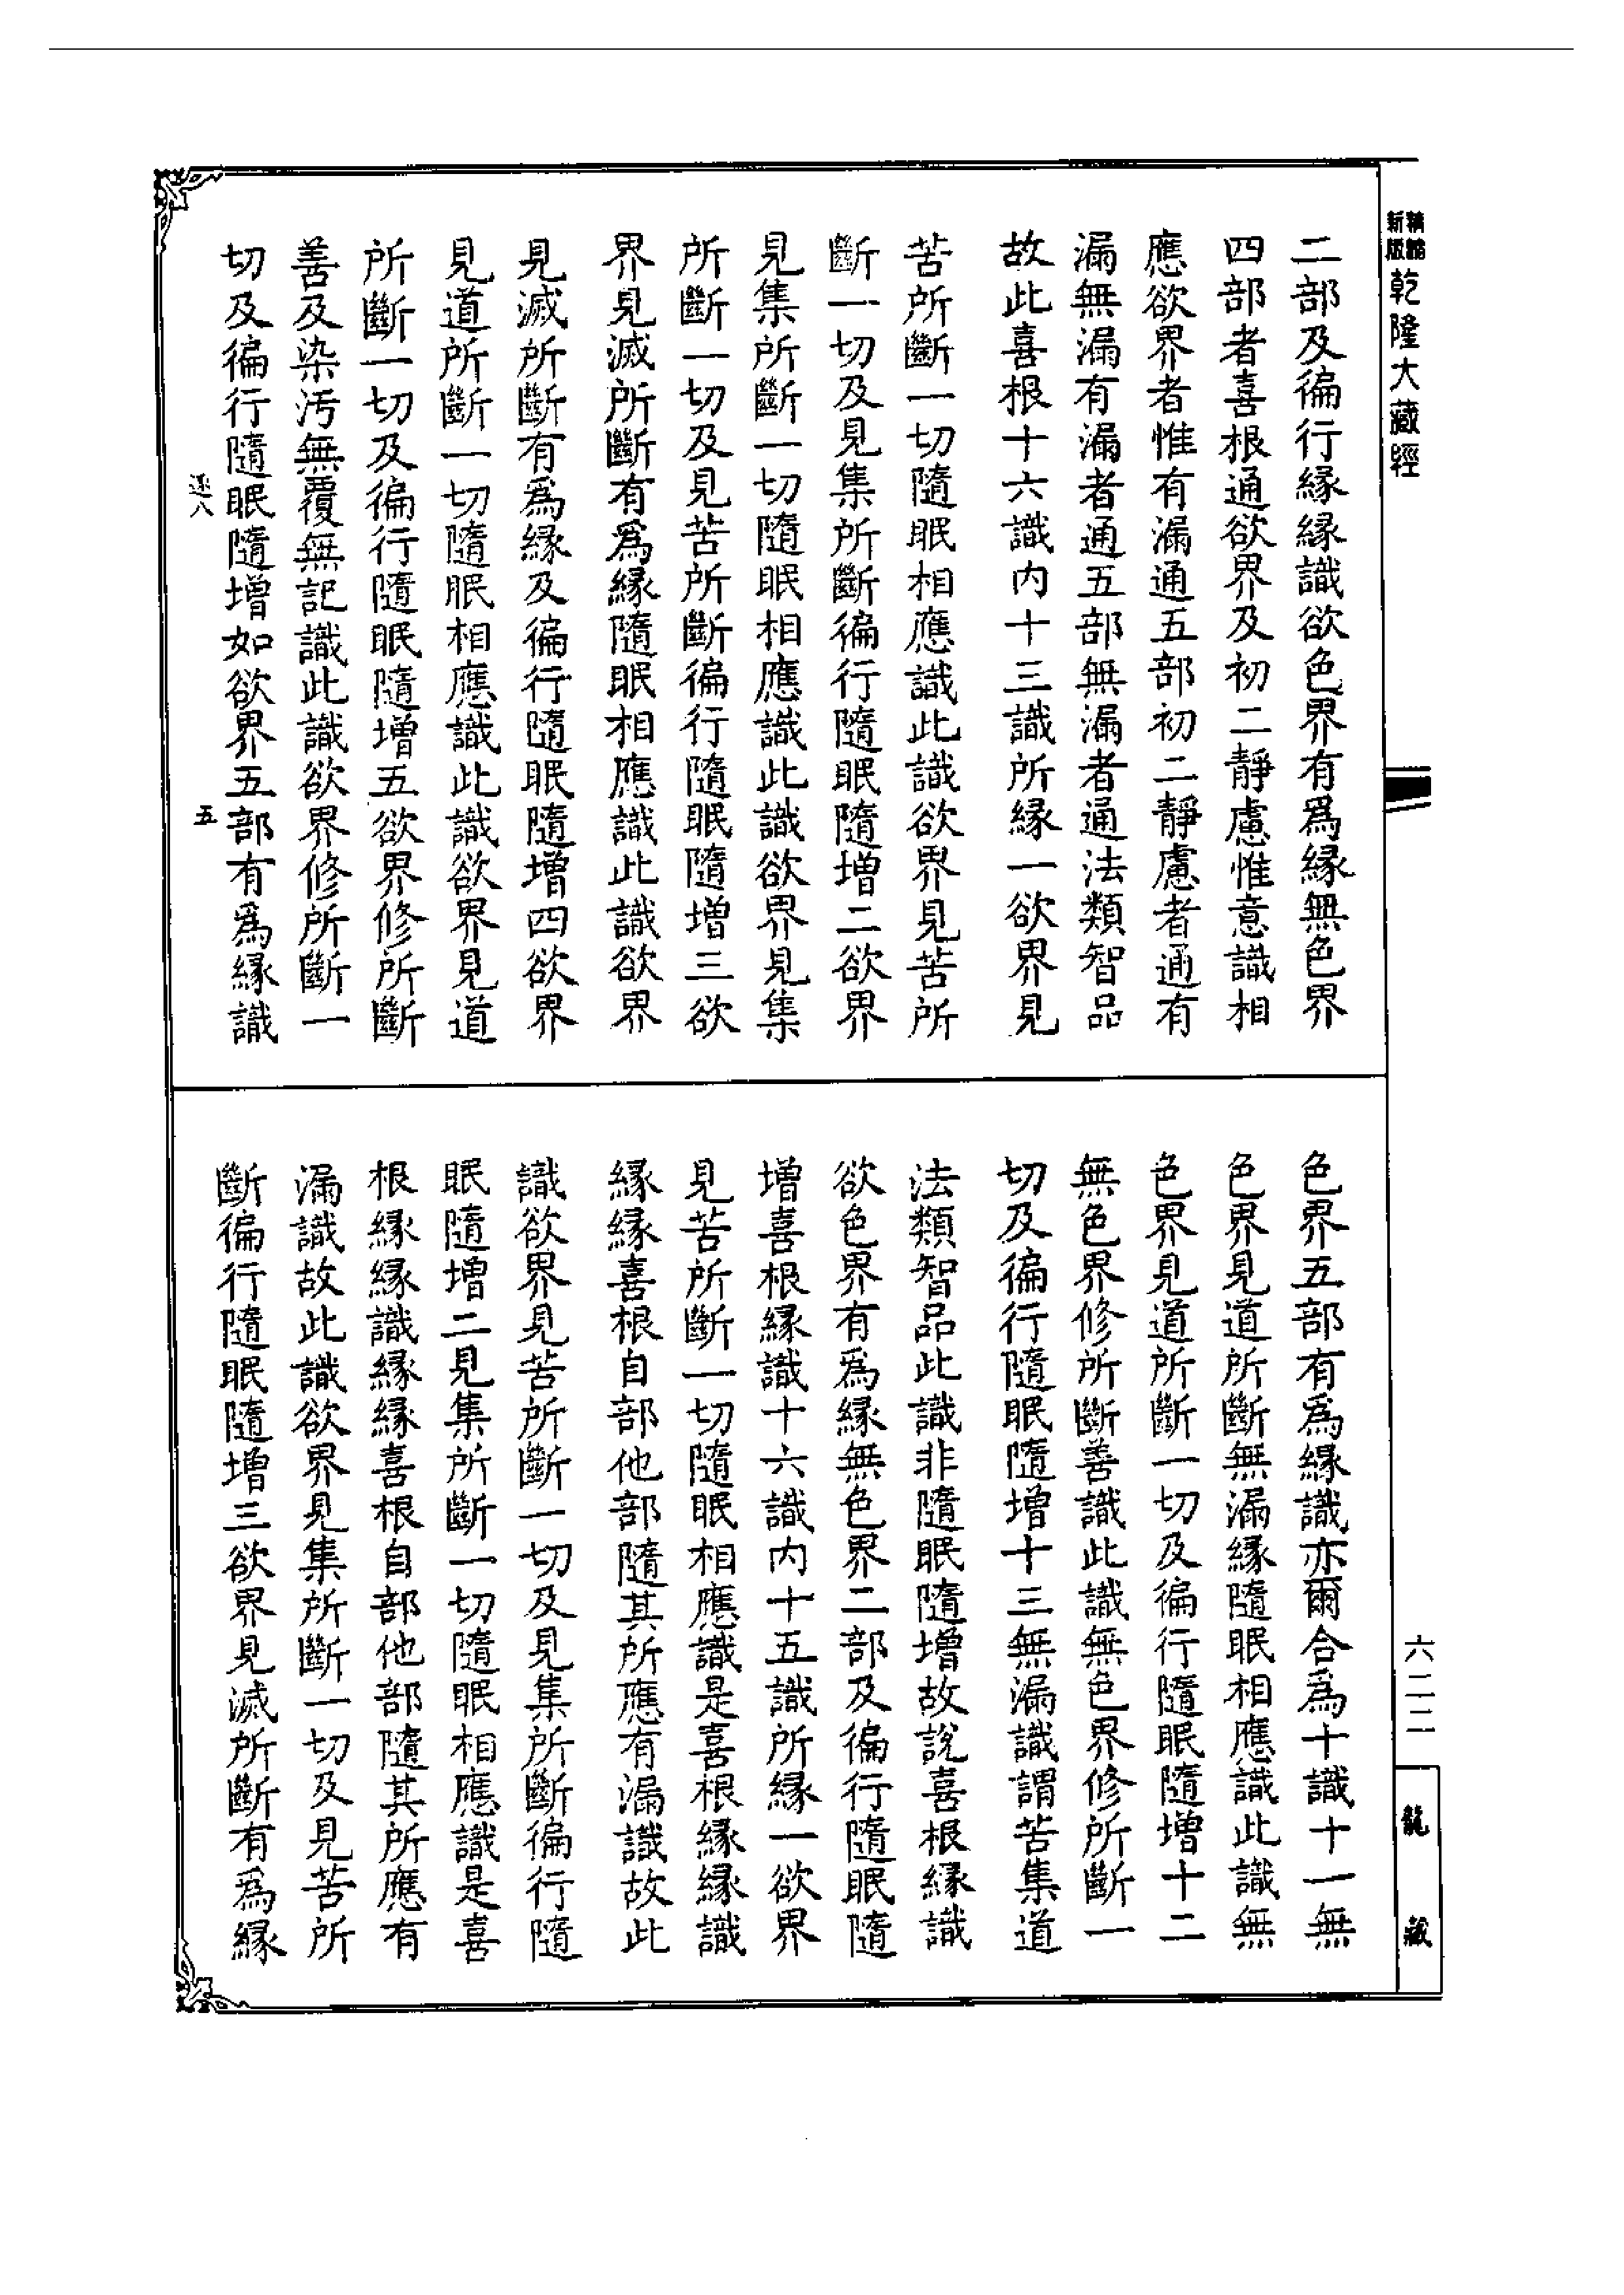 精縮
新版
乾隆大藏經
二部及徧行緣緣識欲色界有爲緣無色界
四部者喜根通欲界及初二靜慮惟意識相
應欲界者惟有漏通五部初二靜慮者通有
漏無漏有漏者通五部無漏者通法類智品
故此喜根十六識内十三識所緣一欲界見
苦所斷一切隨眠相應識此識欲界見苦所
斷一切及見集所斷徧行隨眠隨增二欲界
見集所斷一切隨眠相應識此識欲界見集
所斷一切及見苦所斷徧行隨眠隨增三欲
界見滅所斷有爲緣隨眠相應識此識欲界
見滅所斷有爲緣及徧行隨眠隨增四欲界
見道所斷一切隨眠相應識此識欲界見道
所斷一切及徧行隨眠隨增五欲界修所斷
善及染汚無覆無記識此識欲界修所斷一
切及徧行隨眠隨增如欲界五部有爲緣識
五
色界五部有爲緣識亦爾合爲十識十一無
色界見道所斷無漏緣隨眠相應識此識無
色界見道所斷一切及徧行隨眠隨增十二
無色界修所斷善識此識無色界修所斷一
切及徧行隨眠隨增十三無漏識謂苦集道
法類智品此識非隨眠隨增故說喜根緣識
欲色界有爲緣無色界二部及徧行隨眠隨
增喜根緣識十六識内十五識所緣一欲界
見苦所斷一切隨眠相應識是喜根緣緣識
緣緣喜根自部他部隨其所應有漏識故此
識欲界見苦所斷一切及見集所斷徧行隨
眠隨增二見集所斷一切隨眠相應識是喜
根緣緣識緣緣喜根自部他部隨其所應有
漏識故此識欲界見集所斷一切及見苦所
斷徧行隨眠隨增三欲界見滅所斷有爲緣
六二二
龍藏